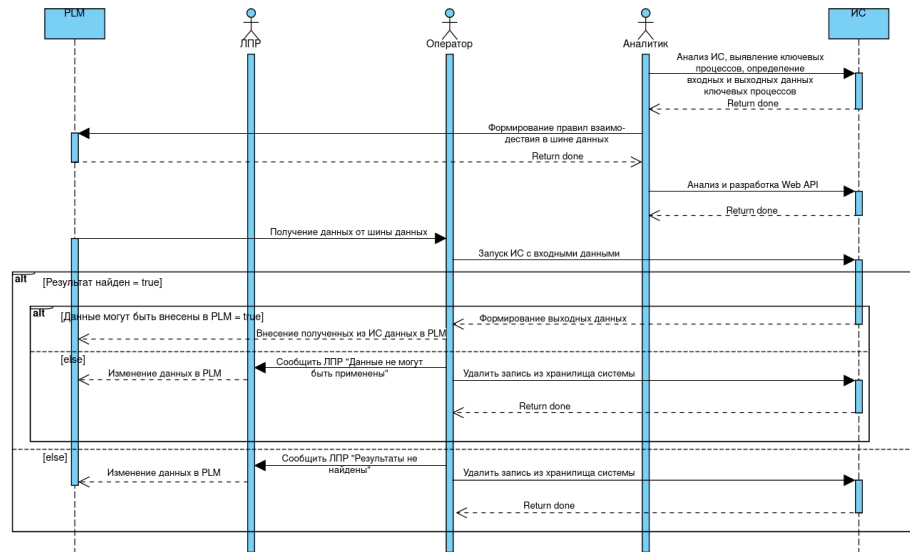 PLM
ЛПР
Оператор
Аналитик
ИС
Анализ ИС, выявление ключевых
процессов, определение
входных и выходных данных
ключевых процессов
Return done
Формирование правил взаимо-
дествия в шине данных
Return done
Анализ и разработка Web API
Return done
Получение данных от шины данных
Запуск ИС с входными данными
alt
[Результат найден = true]
alt
[Данные могут быть внесены в PLM = true]
Формирование выходных данных
Внесение полученных из ИС данных в PLM
[else]
Сообщить ЛПР "Данные не могут
быть применены"
Изменение данных в PLM
Удалить запись из хранилища системы
Return done
[else]
Сообщить ЛПР "Результаты не
найдены"
Изменение данных в PLM
Удалить запись из хранилища системы
Return done